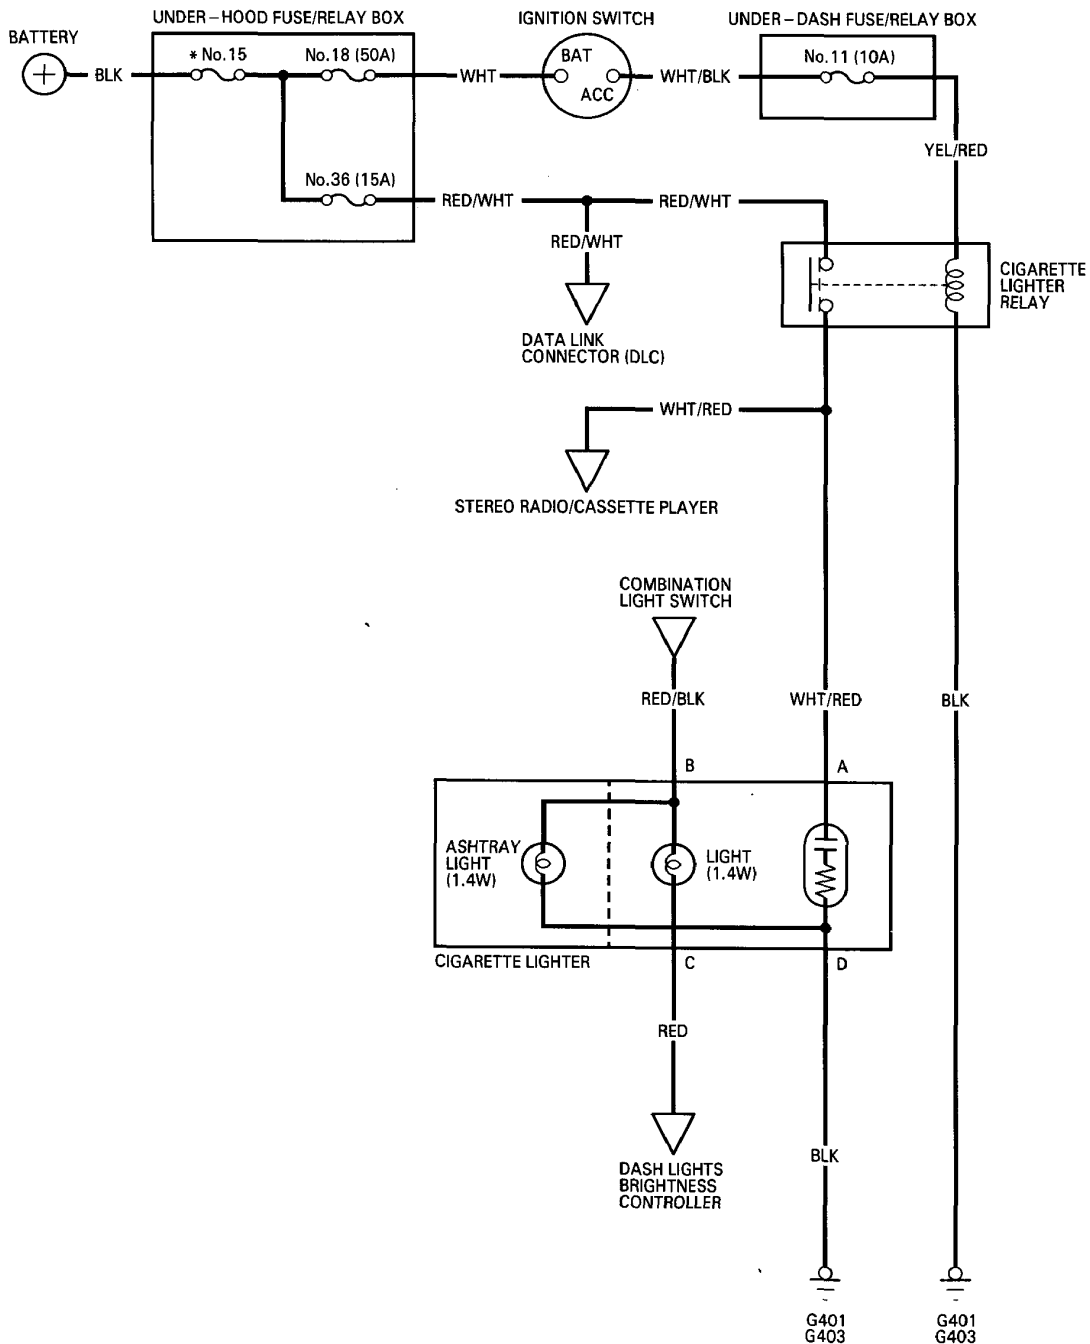 UNDER-HOOD FUSE/RELAY BOX
IGNITION SWITCH
UNDER-DASH FUSE/RELAY BOX
BATTERY
+
BLK
* No.15
No.18 (50A)
WHT
BAT
ACC
WHT/BLK
No.11 (10A)
YEL/RED
No.36 (15A)
RED/WHT
RED/WHT
RED/WHT
CIGARETTE
LIGHTER
RELAY
DATA LINK
CONNECTOR (DLC)
WHT/RED
STEREO RADIO/CASSETTE PLAYER
COMBINATION
LIGHT SWITCH
RED/BLK
WHT/RED
BLK
B
A
ASHTRAY
LIGHT
(1.4W)
LIGHT
(1.4W)
CIGARETTE LIGHTER
C
D
RED
DASH LIGHTS
BRIGHTNESS
CONTROLLER
BLK
G401
G403
G401
G403